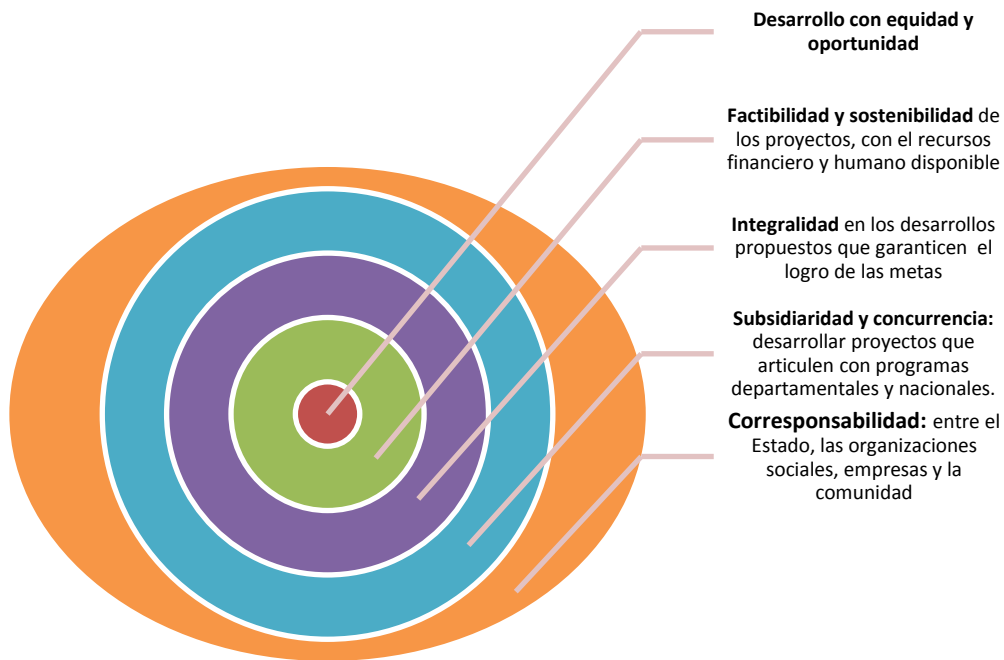 Desarrollo con equidad y
oportunidad
Factibilidad y sostenibilidad de
los proyectos, con el recursos
financiero y humano disponible
Integralidad en los desarrollos
propuestos que garanticen el
logro de las metas
Subsidiaridad y concurrencia:
desarrollar proyectos que
articulen con programas
departamentales y nacionales.
Corresponsabilidad: entre el
Estado, las organizaciones
sociales, empresas y la
comunidad